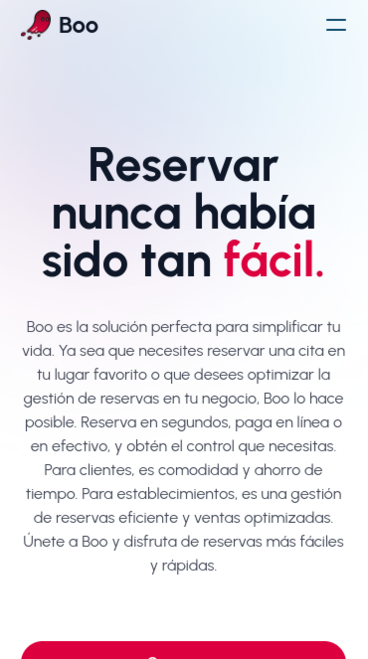 Boo
Reservar
nunca había
sido tan fácil.
Boo es la solución perfecta para simplificar tu
vida. Ya sea que necesites reservar una cita en
tu lugar favorito o que desees optimizar la
gestión de reservas en tu negocio, Boo lo hace
posible. Reserva en segundos, paga en línea o
en efectivo, y obtén el control que necesitas.
Para clientes, es comodidad y ahorro de
tiempo. Para establecimientos, es una gestión
de reservas eficiente y ventas optimizadas.
Únete a Boo y disfruta de reservas más fáciles
y rápidas.